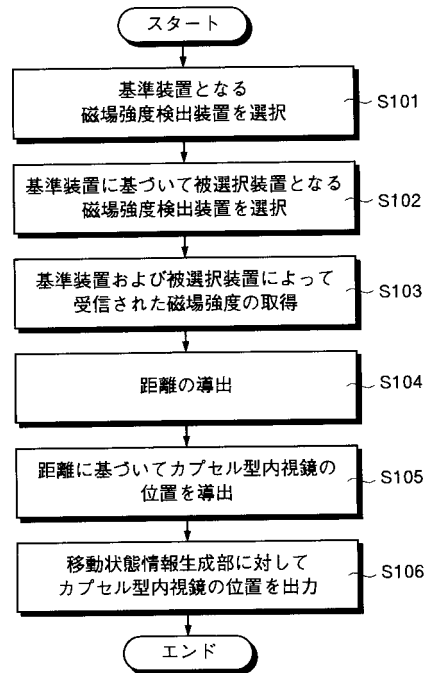 スタート
基準装置となる
磁場強度検出装置を選択
S101
基準装置に基づいて被選択装置となる
磁場強度検出装置を選択
S102
基準装置および被選択装置によって
受信された磁場強度の取得
S103
距離の導出
S104
距離に基づいてカプセル型内視鏡の
位置を導出
S105
移動状態情報生成部に対して
カプセル型内視鏡の位置を出力
S106
エンド